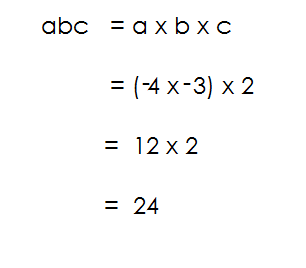 abc = a x b x c
= (-4 x -3) x 2
= 12 x 2
= 24